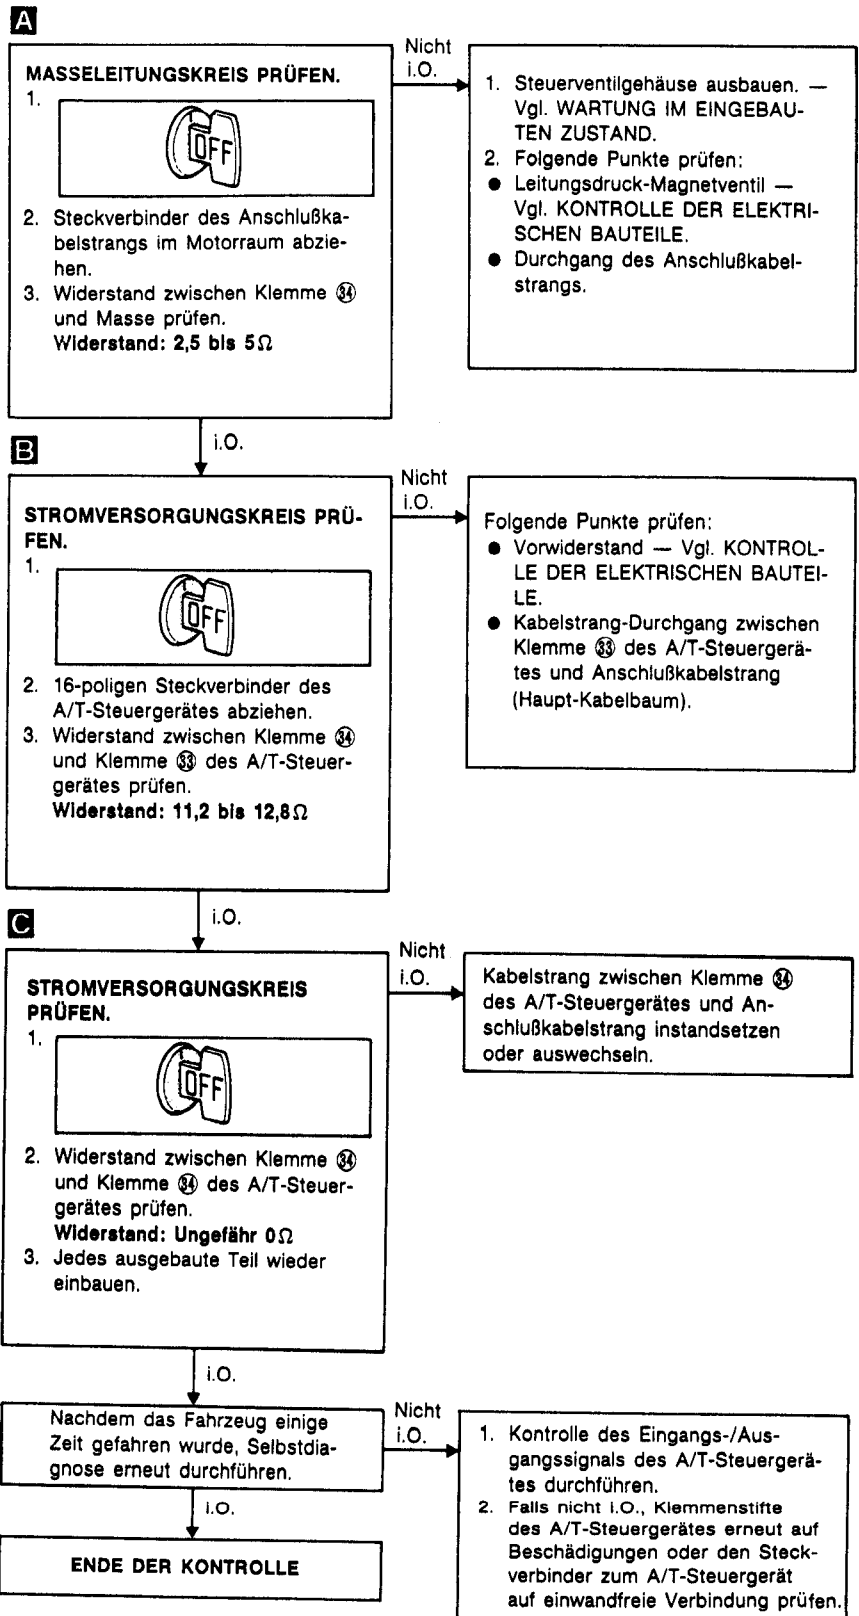 A
MASSELEITUNGSKREIS PRÜFEN.
1.
OFF
2. Steckverbinder des Anschlußka-
belstrangs im Motorraum abzie-
hen.
3. Widerstand zwischen Klemme ㉞
und Masse prüfen.
Widerstand: 2,5 bis 5Ω
Nicht
i.O.
1. Steuerventilgehäuse ausbauen. —
Vgl. WARTUNG IM EINGEBAU-
TEN ZUSTAND.
2. Folgende Punkte prüfen:
● Leitungsdruck-Magnetventil —
Vgl. KONTROLLE DER ELEKTRI-
SCHEN BAUTEILE.
● Durchgang des Anschlußkabel-
strangs.
i.O.
B
STROMVERSORGUNGSKREIS PRÜ-
FEN.
1.
OFF
2. 16-poligen Steckverbinder des
A/T-Steuergerätes abziehen.
3. Widerstand zwischen Klemme ㉞
und Klemme ㉝ des A/T-Steuer-
gerätes prüfen.
Widerstand: 11,2 bis 12,8Ω
Nicht
i.O.
Folgende Punkte prüfen:
● Vorwiderstand — Vgl. KONTROL-
LE DER ELEKTRISCHEN BAUTEI-
LE.
● Kabelstrang-Durchgang zwischen
Klemme ㉝ des A/T-Steuergerä-
tes und Anschlußkabelstrang
(Haupt-Kabelbaum).
i.O.
C
STROMVERSORGUNGSKREIS
PRÜFEN.
1.
OFF
2. Widerstand zwischen Klemme ㉞
und Klemme ㉞ des A/T-Steuer-
gerätes prüfen.
Widerstand: Ungefähr 0Ω
3. Jedes ausgebaute Teil wieder
einbauen.
Nicht
i.O.
Kabelstrang zwischen Klemme ㉞
des A/T-Steuergerätes und An-
schlußkabelstrang instandsetzen
oder auswechseln.
i.O.
Nachdem das Fahrzeug einige
Zeit gefahren wurde, Selbstdia-
gnose erneut durchführen.
Nicht
i.O.
1. Kontrolle des Eingangs-/Aus-
gangssignals des A/T-Steuergerä-
tes durchführen.
2. Falls nicht i.O., Klemmenstifte
des A/T-Steuergerätes erneut auf
Beschädigungen oder den Steck-
verbinder zum A/T-Steuergerät
auf einwandfreie Verbindung prüfen.
i.O.
ENDE DER KONTROLLE